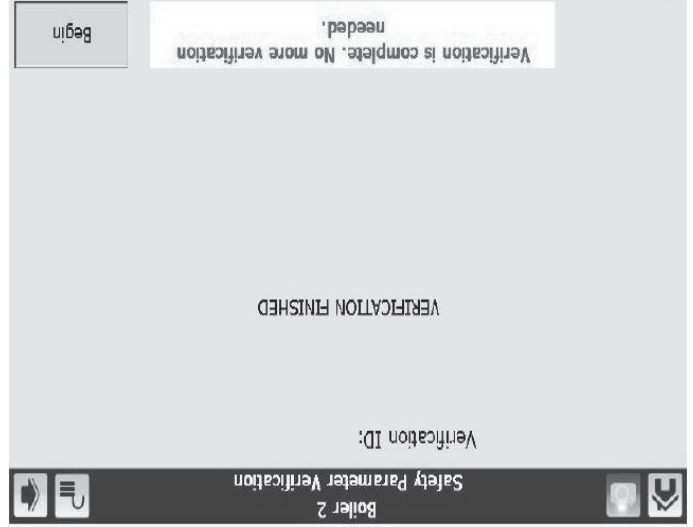 Boiler 2
Safety Parameter Verification
Verification ID:
VERIFICATION FINISHED
Verification is complete. No more verification
needed.
Begin